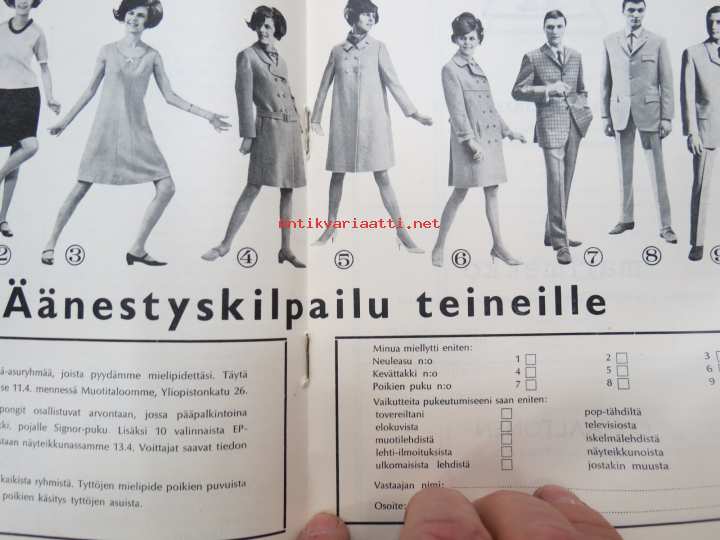 2 3 4 5 6 7 8 9
antikvariaatti.net
Äänestyskilpailu teineille
-asuryhmää, joista pyydämme mielipidettäsi. Täytä
se 11.4. mennessä Muotitaloomme, Yliopistonkatu 26.
pongit osallistuvat arvontaan, jossa pääpalkintoina
ki, pojalle Signor-puku. Lisäksi 10 valinnaista EP-
staan näyteikkunassamme 13.4. Voittajat saavat tiedon
kaikista ryhmistä. Tyttöjen mielipide poikien puvuista
poikien käsitys tyttöjen asuista.
Minua miellytti eniten:
Neuleasu n:o 1 2 3
Kevättakki n:o 4 5 6
Poikien puku n:o 7 8 9
Vaikutteita pukeutumiseeni saan eniten:
tovereiltani pop-tähdiltä
elokuvista televisiosta
muotilehdistä iskelmälehdistä
lehti-ilmoituksista näyteikkunoista
ulkomaisista lehdistä jostakin muusta
Vastaajan nimi:
Osoite: